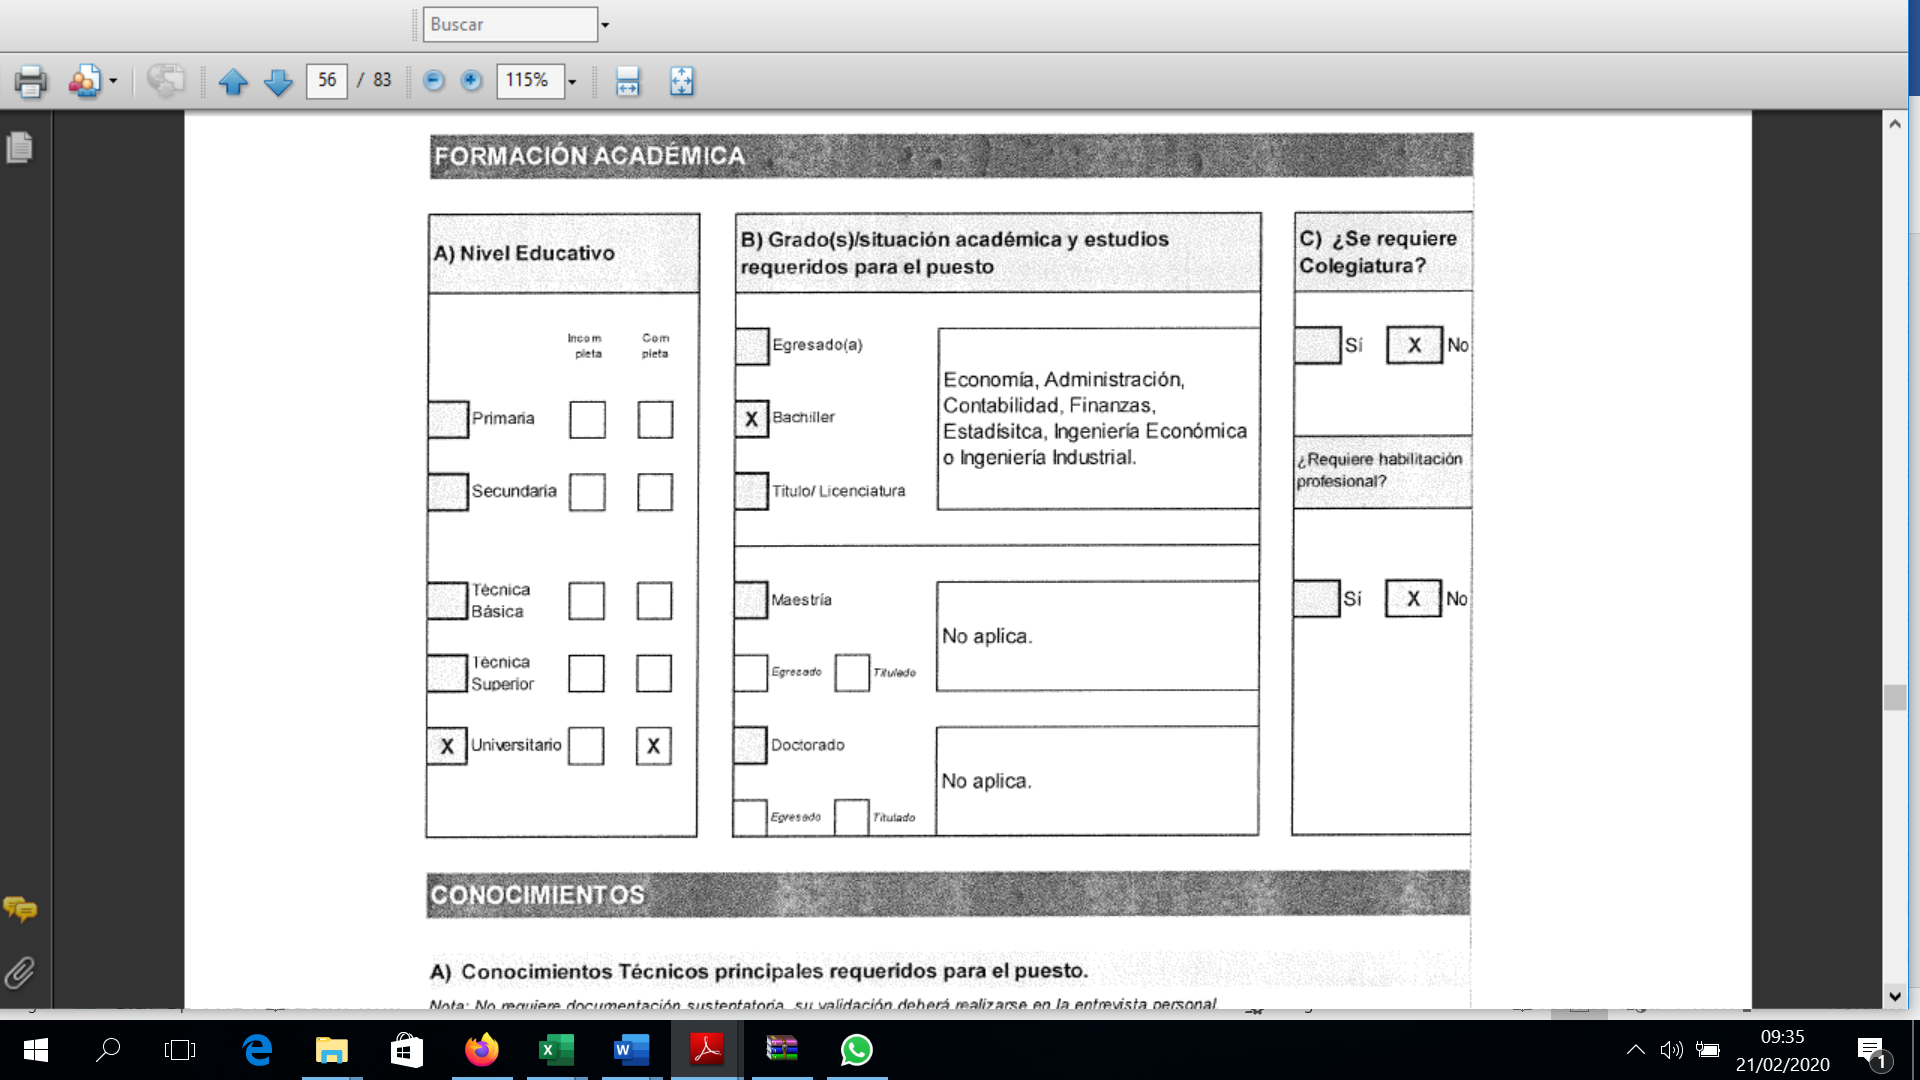 Buscar
56 / 83
115%
FORMACIÓN ACADÉMICA
A) Nivel Educativo
Incom
pleta
Com
pleta
Primaria
Secundaria
Técnica
Básica
Técnica
Superior
X Universitario X
B) Grado(s)/situación académica y estudios
requeridos para el puesto
Egresado(a)
X Bachiller
Título/ Licenciatura
Economía, Administración,
Contabilidad, Finanzas,
Estadísitca, Ingeniería Económica
o Ingeniería Industrial.
Maestría
Egresado Titulado
No aplica.
Doctorado
Egresado Titulado
No aplica.
C) ¿Se requiere
Colegiatura?
Sí X No
¿Requiere habilitación
profesional?
Sí X No
CONOCIMIENTOS
A) Conocimientos Técnicos principales requeridos para el puesto.
Nota: No requiere documentación sustentatoria, su validación deberá realizarse en la entrevista personal
09:35
21/02/2020
1